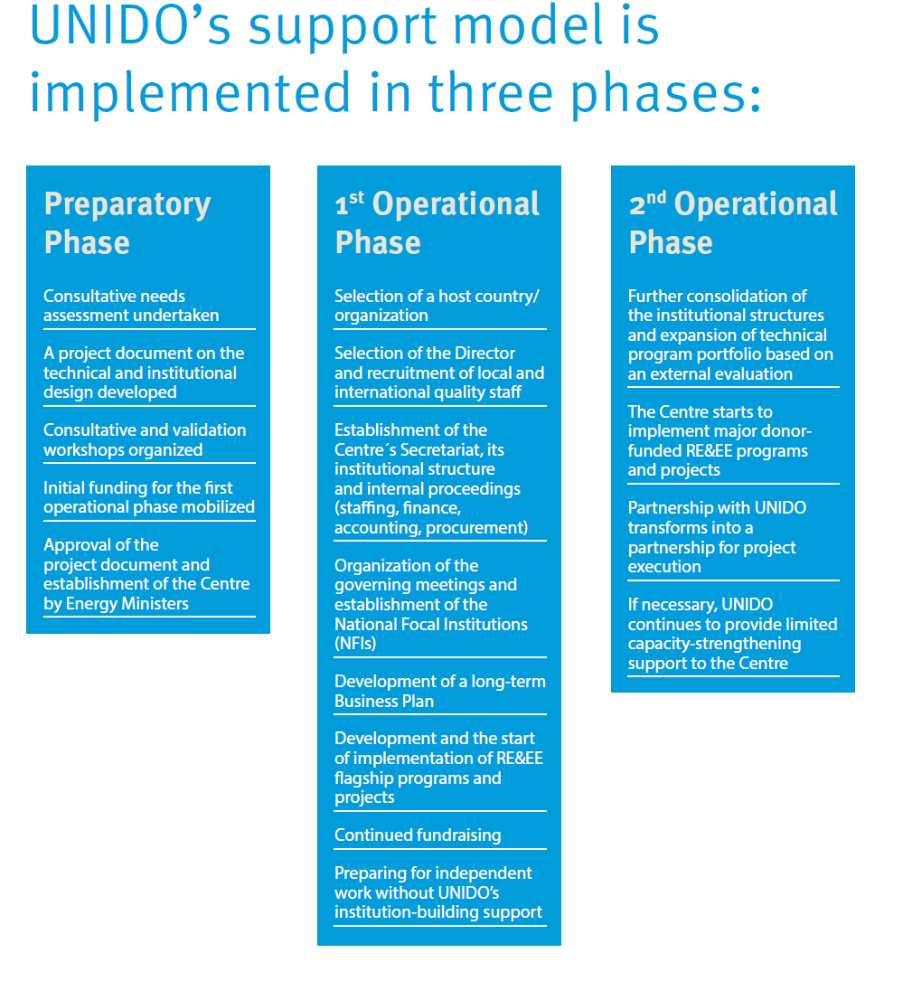 UNIDO’s support model is
implemented in three phases:
Preparatory
Phase
Consultative needs
assessment undertaken
A project document on the
technical and institutional
design developed
Consultative and validation
workshops organized
Initial funding for the first
operational phase mobilized
Approval of the
project document and
establishment of the Centre
by Energy Ministers
1st Operational
Phase
Selection of a host country/
organization
Selection of the Director
and recruitment of local and
international quality staff
Establishment of the
Centre´s Secretariat, its
institutional structure
and internal proceedings
(staffing, finance,
accounting, procurement)
Organization of the
governing meetings and
establishment of the
National Focal Institutions
(NFIs)
Development of a long-term
Business Plan
Development and the start
of implementation of RE&EE
flagship programs and
projects
Continued fundraising
Preparing for independent
work without UNIDO’s
institution-building support
2nd Operational
Phase
Further consolidation of
the institutional structures
and expansion of technical
program portfolio based on
an external evaluation
The Centre starts to
implement major donor-
funded RE&EE programs
and projects
Partnership with UNIDO
transforms into a
partnership for project
execution
If necessary, UNIDO
continues to provide limited
capacity-strengthening
support to the Centre